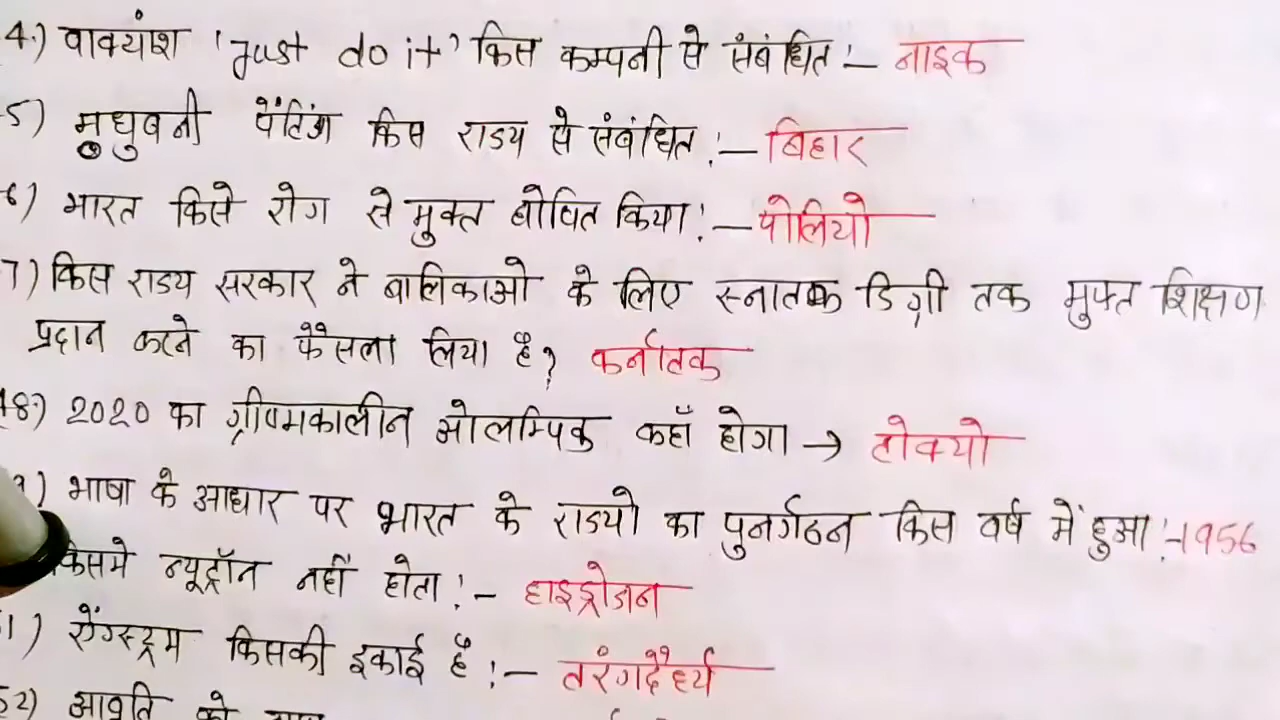 4.) वाक्यांश 'Just do it' किस कम्पनी से संबंधित :- नाइक
5) मुधुबनी पेंटिंग किस राज्य से संबंधित :- बिहार
6) भारत किसे रोग से मुक्त घोषित किया :- पोलियो
7) किस राज्य सरकार ने बालिकाओ के लिए स्नातक डिग्री तक मुफ्त शिक्षण
प्रदान करने का फैसला लिया है? कर्नाटक
48.) 2020 का ग्रीष्मकालीन ओलम्पिक कहाँ होगा → टोक्यो
9) भाषा के आधार पर भारत के राज्यो का पुनर्गठन किस वर्ष में हुआ :- 1956
किसमे न्यूट्रॉन नहीं होता :- हाइड्रोजन
51) ऐंग्स्ट्रम किसकी इकाई है :- तरंगदैर्ध्य
52) आवृति को